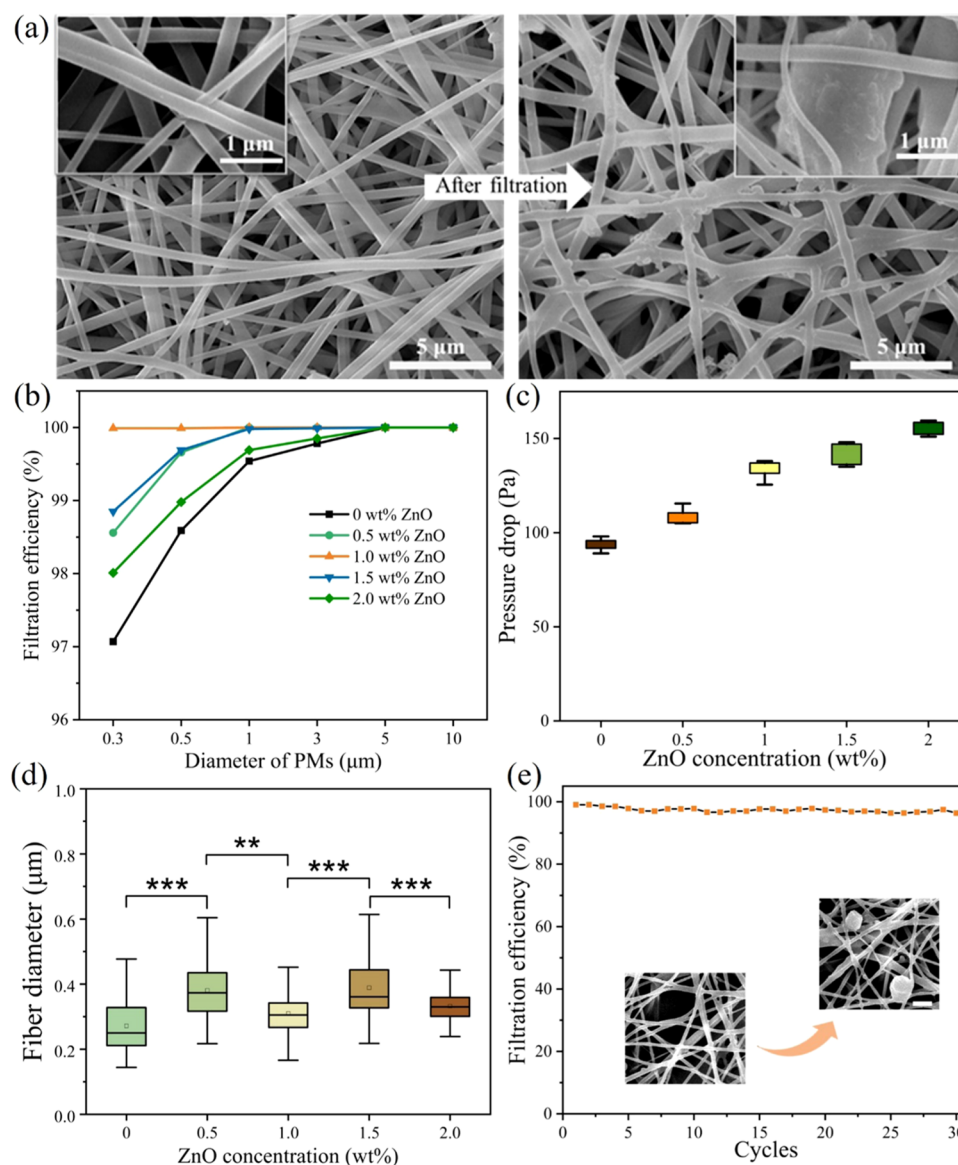 (a)
1 μm
5 μm
After filtration
1 μm
5 μm
(b)
Filtration efficiency (%)
100
99
98
97
96
0 wt% ZnO
0.5 wt% ZnO
1.0 wt% ZnO
1.5 wt% ZnO
2.0 wt% ZnO
0.3 0.5 1 3 5 10
Diameter of PMs (μm)
(c)
Pressure drop (Pa)
150
100
50
0
0 0.5 1 1.5 2
ZnO concentration (wt%)
(d)
Fiber diameter (μm)
1.0
0.8
0.6
0.4
0.2
0.0
*** ** *** ***
0 0.5 1.0 1.5 2.0
ZnO concentration (wt%)
(e)
Filtration efficiency (%)
100
80
60
40
20
0
0 5 10 15 20 25 30
Cycles